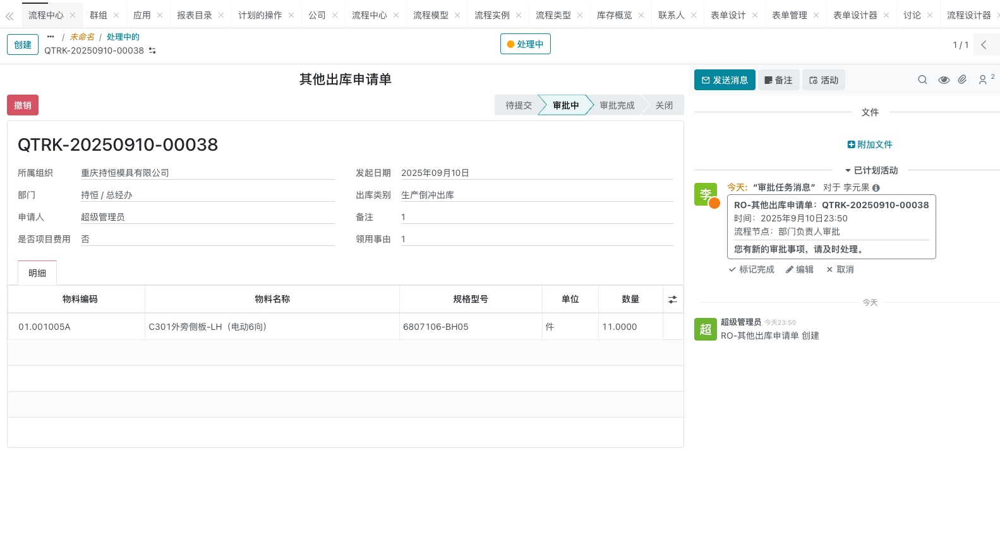 流程中心 群组 应用 报表目录 计划的操作 公司 流程中心 流程模型 流程实例 流程类型 库存概览 联系人 表单设计 表单管理 表单设计器 讨论 流程设计器
创建 ••• / 未命名 / 处理中的
QTRK-20250910-00038
处理中
1 / 1
其他出库申请单
撤销
待提交 审批中 审批完成 关闭
QTRK-20250910-00038
所属组织 重庆持恒模具有限公司 发起日期 2025年09月10日
部门 持恒 / 总经办 出库类别 生产倒冲出库
申请人 超级管理员 备注 1
是否项目费用 否 领用事由 1
明细
物料编码 物料名称 规格型号 单位 数量
01.001005A C301外旁侧板-LH（电动6向） 6807106-BH05 件 11.0000
发送消息 备注 活动 2
文件
附加文件
已计划活动
李 今天: “审批任务消息” 对于 李元果
RO-其他出库申请单：QTRK-20250910-00038
时间：2025年9月10日23:50
流程节点：部门负责人审批
您有新的审批事项，请及时处理。
标记完成 编辑 取消
今天
超 超级管理员 今天23:50
RO-其他出库申请单 创建